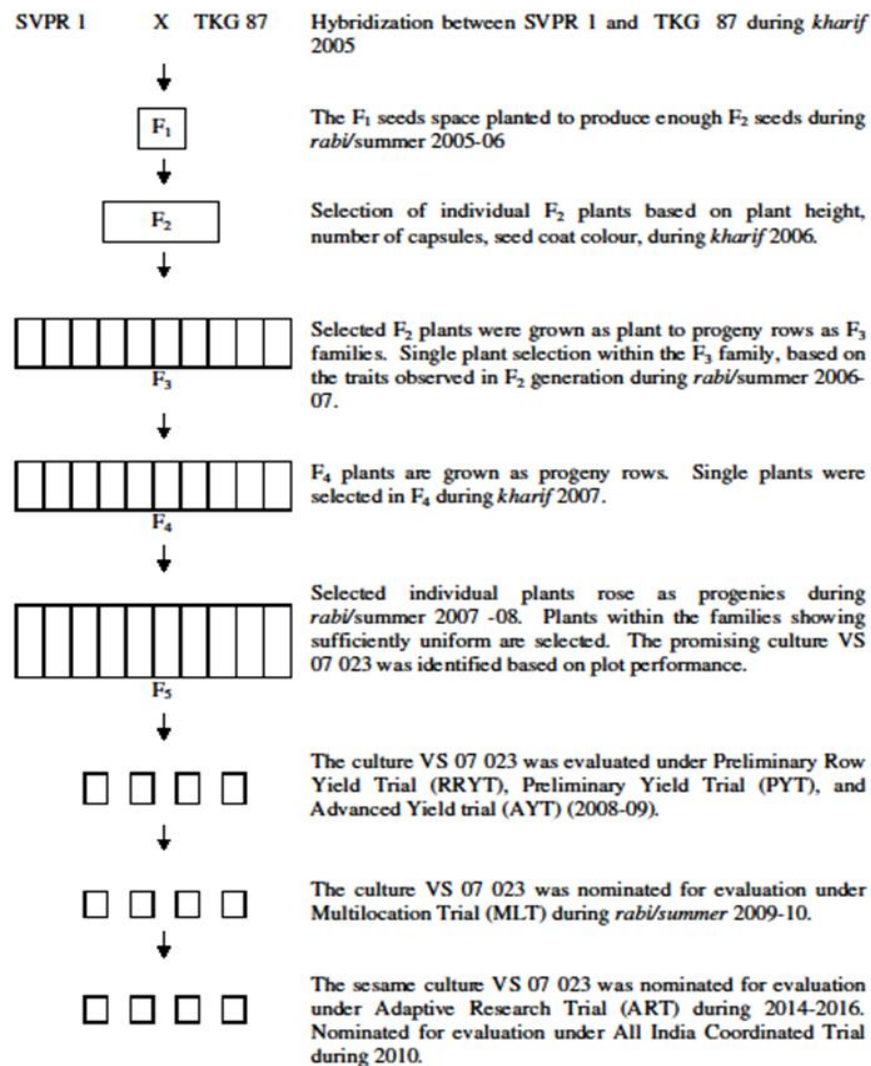 SVPR 1 X TKG 87
Hybridization between SVPR 1 and TKG 87 during kharif
2005
F1
The F1 seeds space planted to produce enough F2 seeds during
rabi/summer 2005-06
F2
Selection of individual F2 plants based on plant height,
number of capsules, seed coat colour, during kharif 2006.
Selected F2 plants were grown as plant to progeny rows as F3
families. Single plant selection within the F3 family, based on
the traits observed in F2 generation during rabi/summer 2006-
07.
F3
F4 plants are grown as progeny rows. Single plants were
selected in F4 during kharif 2007.
F4
Selected individual plants rose as progenies during
rabi/summer 2007 -08. Plants within the families showing
sufficiently uniform are selected. The promising culture VS
07 023 was identified based on plot performance.
F5
The culture VS 07 023 was evaluated under Preliminary Row
Yield Trial (RRYT), Preliminary Yield Trial (PYT), and
Advanced Yield trial (AYT) (2008-09).
The culture VS 07 023 was nominated for evaluation under
Multilocation Trial (MLT) during rabi/summer 2009-10.
The sesame culture VS 07 023 was nominated for evaluation
under Adaptive Research Trial (ART) during 2014-2016.
Nominated for evaluation under All India Coordinated Trial
during 2010.